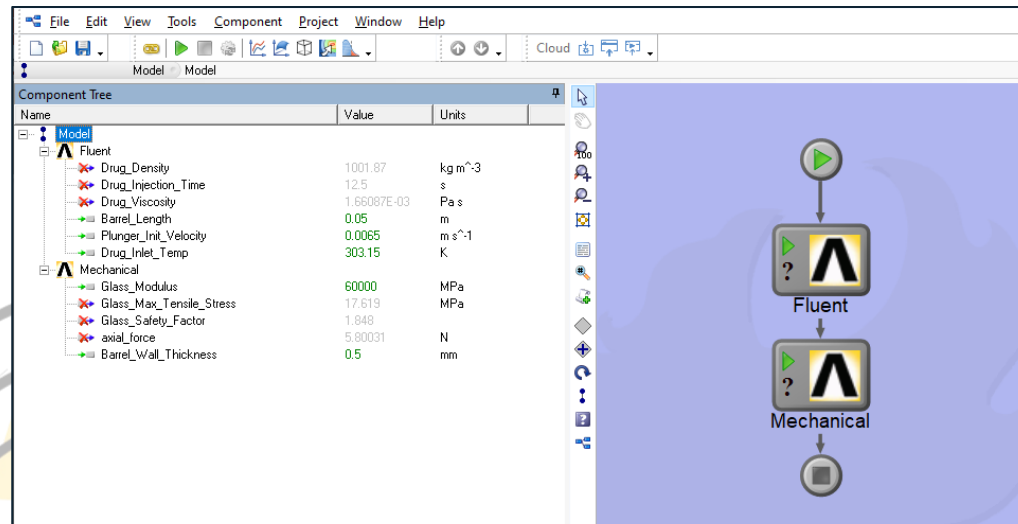 File Edit View Tools Component Project Window Help
Cloud
Model Model
Component Tree
Name Value Units
Model
Fluent
Drug_Density 1001.87 kg m^-3
Drug_Injection_Time 12.5 s
Drug_Viscosity 1.66087E-03 Pa s
Barrel_Length 0.05 m
Plunger_Init_Velocity 0.0065 m s^-1
Drug_Inlet_Temp 303.15 K
Mechanical
Glass_Modulus 60000 MPa
Glass_Max_Tensile_Stress 17.619 MPa
Glass_Safety_Factor 1.848
axial_force 5.80031 N
Barrel_Wall_Thickness 0.5 mm
100
?
Fluent
?
Mechanical
?